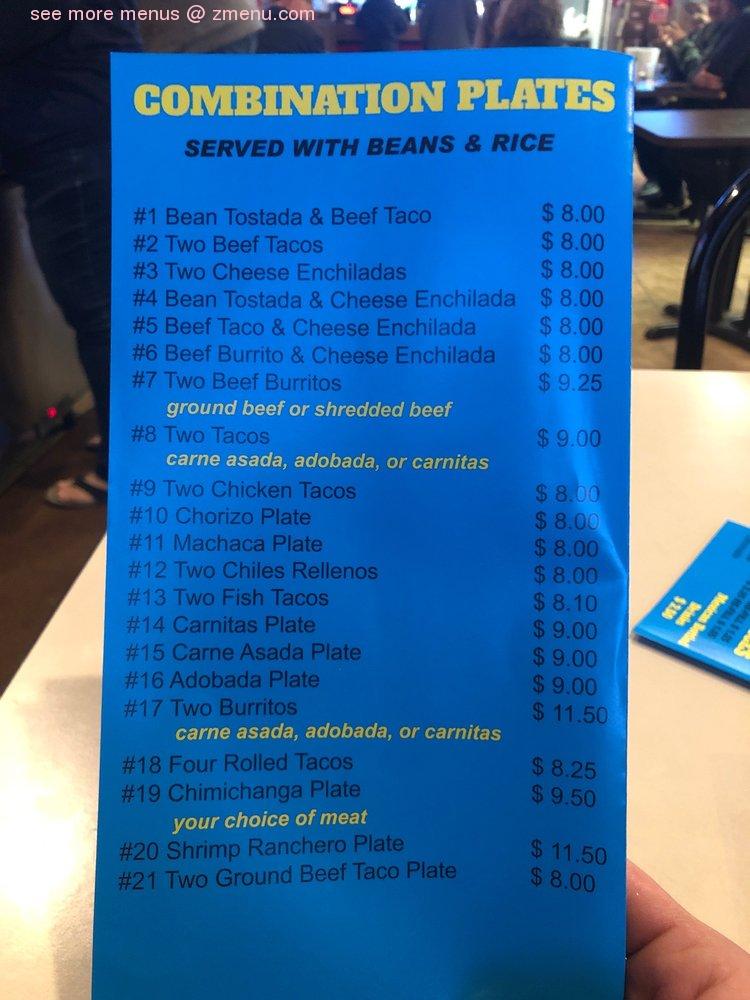 see more menus @ zmenu.com
COMBINATION PLATES
SERVED WITH BEANS & RICE
#1 Bean Tostada & Beef Taco $ 8.00
#2 Two Beef Tacos $ 8.00
#3 Two Cheese Enchiladas $ 8.00
#4 Bean Tostada & Cheese Enchilada $ 8.00
#5 Beef Taco & Cheese Enchilada $ 8.00
#6 Beef Burrito & Cheese Enchilada $ 8.00
#7 Two Beef Burritos $ 9.25
ground beef or shredded beef
#8 Two Tacos $ 9.00
carne asada, adobada, or carnitas
#9 Two Chicken Tacos $ 8.00
#10 Chorizo Plate $ 8.00
#11 Machaca Plate $ 8.00
#12 Two Chiles Rellenos $ 8.00
#13 Two Fish Tacos $ 8.10
#14 Carnitas Plate $ 9.00
#15 Carne Asada Plate $ 9.00
#16 Adobada Plate $ 9.00
#17 Two Burritos $ 11.50
carne asada, adobada, or carnitas
#18 Four Rolled Tacos $ 8.25
#19 Chimichanga Plate $ 9.50
your choice of meat
#20 Shrimp Ranchero Plate $ 11.50
#21 Two Ground Beef Taco Plate $ 8.00
Drinks